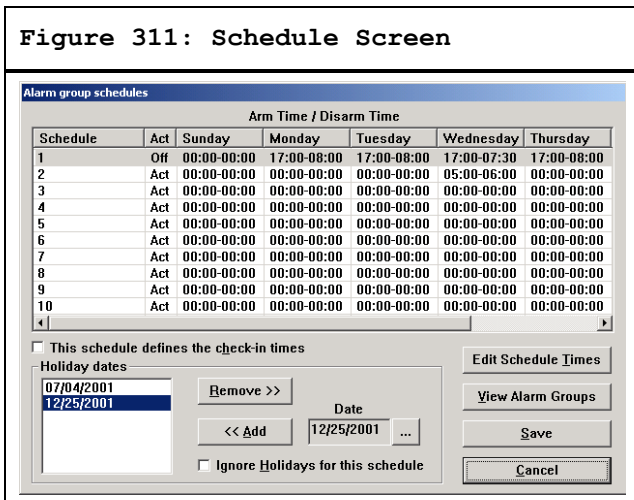 Figure 311: Schedule Screen
Alarm group schedules
Arm Time / Disarm Time
Schedule Act Sunday Monday Tuesday Wednesday Thursday
1 Off 00:00-00:00 17:00-08:00 17:00-08:00 17:00-07:30 17:00-08:00
2 Act 00:00-00:00 00:00-00:00 00:00-00:00 05:00-06:00 00:00-00:00
3 Act 00:00-00:00 00:00-00:00 00:00-00:00 00:00-00:00 00:00-00:00
4 Act 00:00-00:00 00:00-00:00 00:00-00:00 00:00-00:00 00:00-00:00
5 Act 00:00-00:00 00:00-00:00 00:00-00:00 00:00-00:00 00:00-00:00
6 Act 00:00-00:00 00:00-00:00 00:00-00:00 00:00-00:00 00:00-00:00
7 Act 00:00-00:00 00:00-00:00 00:00-00:00 00:00-00:00 00:00-00:00
8 Act 00:00-00:00 00:00-00:00 00:00-00:00 00:00-00:00 00:00-00:00
9 Act 00:00-00:00 00:00-00:00 00:00-00:00 00:00-00:00 00:00-00:00
10 Act 00:00-00:00 00:00-00:00 00:00-00:00 00:00-00:00 00:00-00:00
This schedule defines the check-in times
Holiday dates
07/04/2001
12/25/2001
Remove >>
Date
<< Add 12/25/2001 ...
Ignore Holidays for this schedule
Edit Schedule Times
View Alarm Groups
Save
Cancel